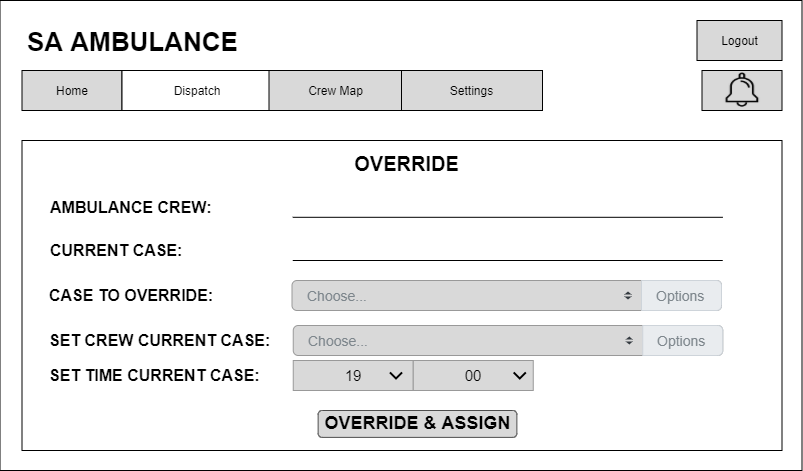 SA AMBULANCE
Logout
Home Dispatch Crew Map Settings
OVERRIDE
AMBULANCE CREW:
CURRENT CASE:
CASE TO OVERRIDE: Choose... Options
SET CREW CURRENT CASE: Choose... Options
SET TIME CURRENT CASE: 19 00
OVERRIDE & ASSIGN